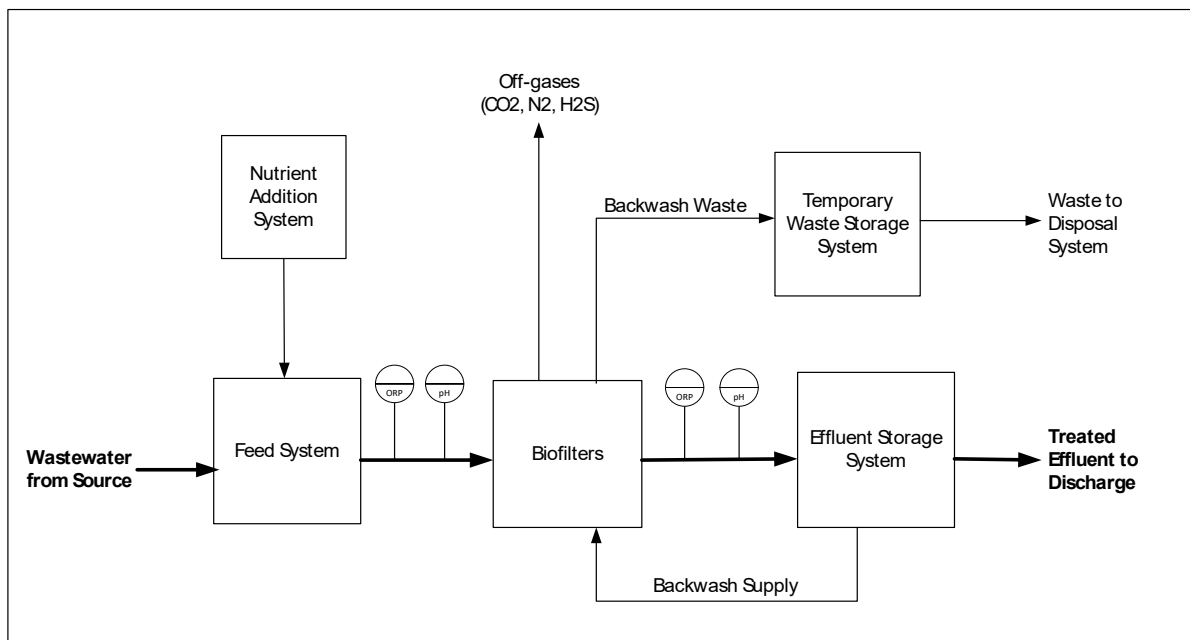 Off-gases
(CO2, N2, H2S)
Nutrient
Addition
System
Backwash Waste
Temporary
Waste Storage
System
Waste to
Disposal
System
ORP
pH
ORP
pH
Wastewater
from Source
Feed System
Biofilters
Effluent Storage
System
Treated
Effluent to
Discharge
Backwash Supply